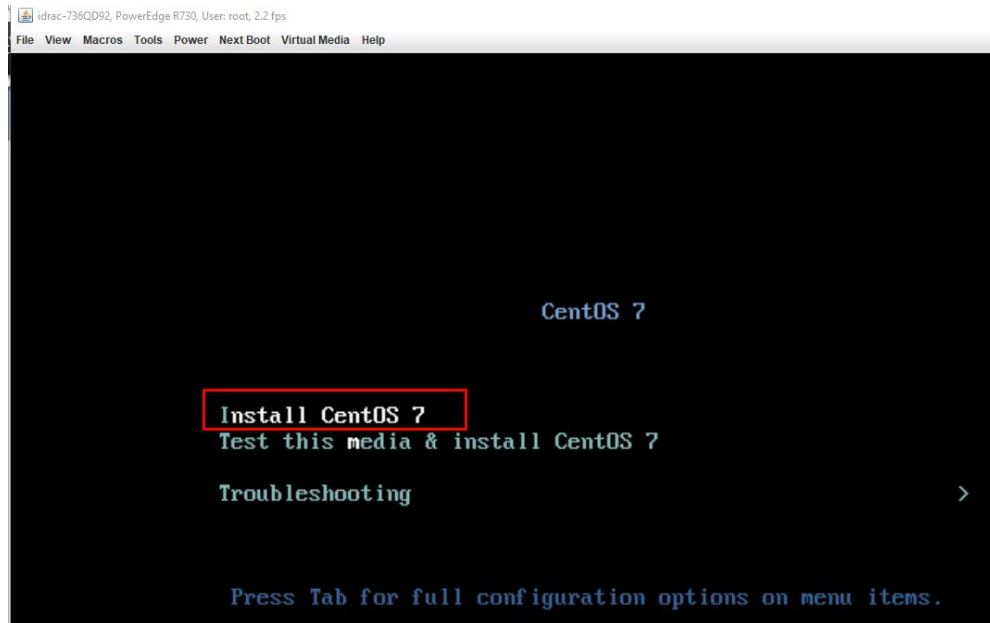 idrac-736QD92, PowerEdge R730, User: root, 2.2 fps
File View Macros Tools Power Next Boot Virtual Media Help
CentOS 7
Install CentOS 7
Test this media & install CentOS 7
Troubleshooting >
Press Tab for full configuration options on menu items.